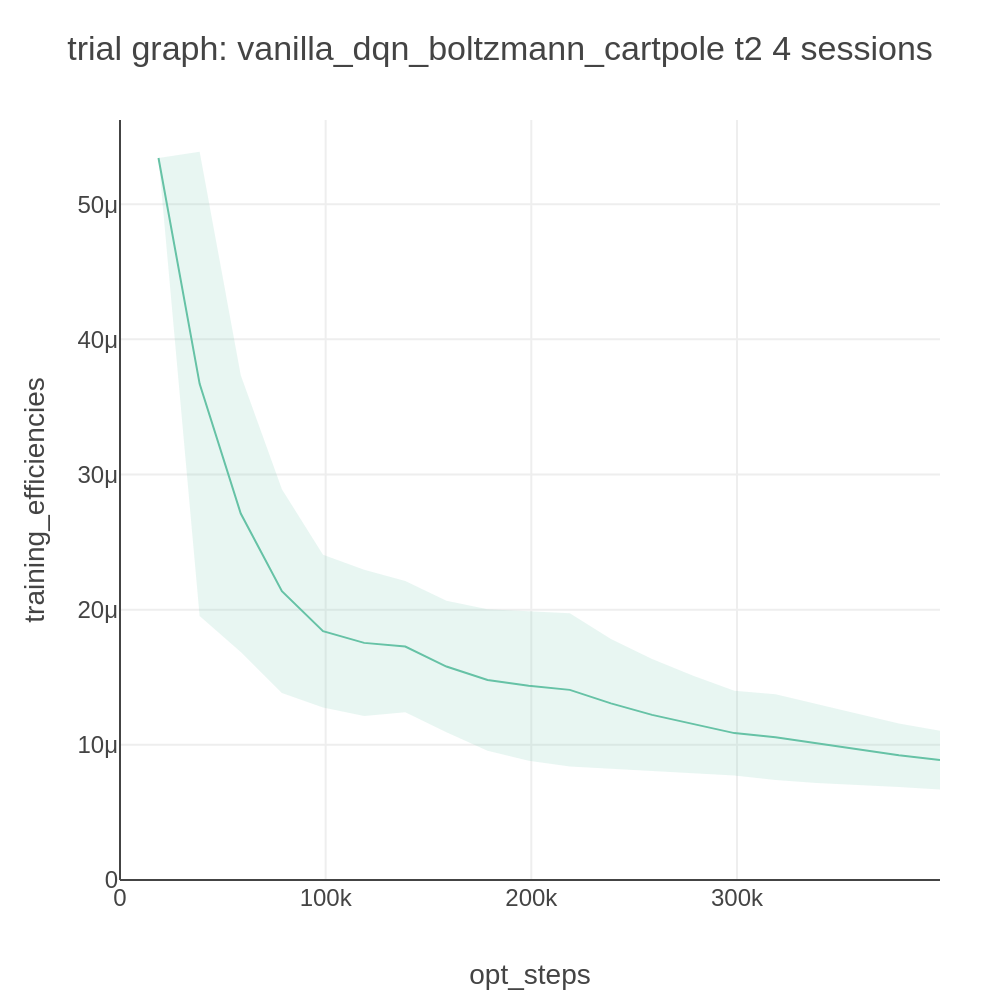 trial graph: vanilla_dqn_boltzmann_cartpole t2 4 sessions
training_efficiencies
50μ
40μ
30μ
20μ
10μ
0
0
100k
200k
300k
opt_steps